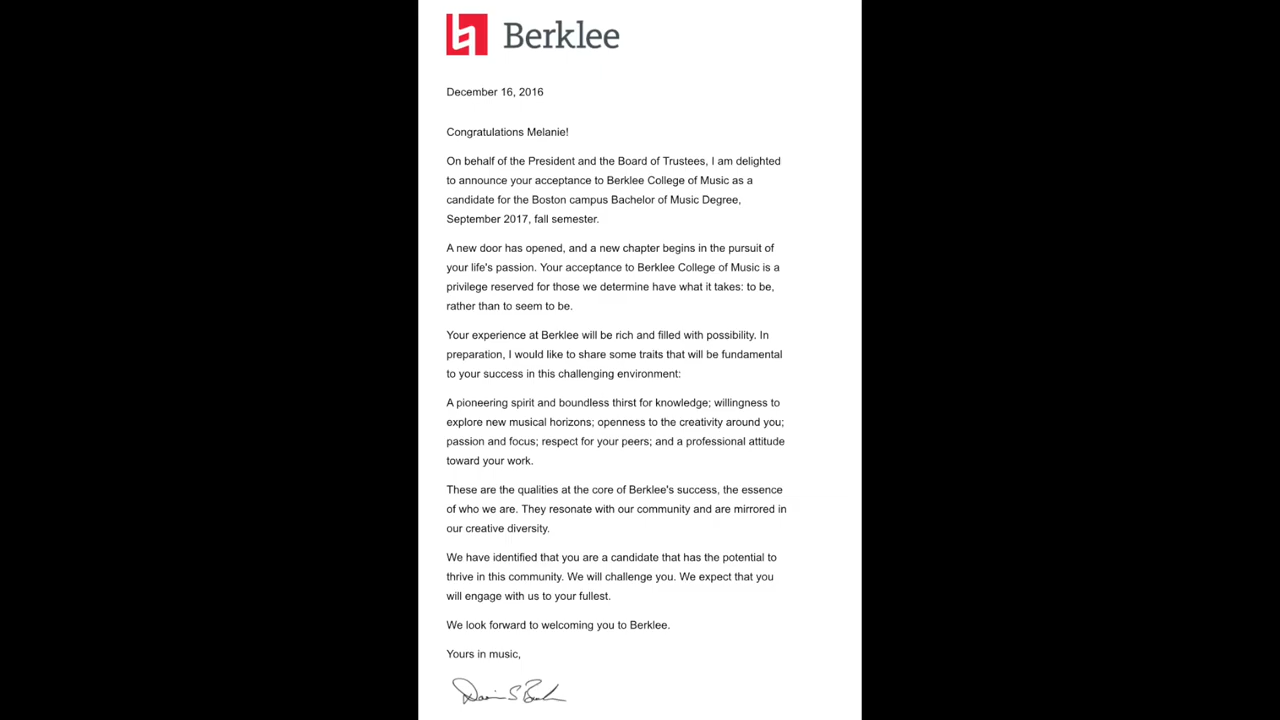 Berklee
December 16, 2016
Congratulations Melanie!
On behalf of the President and the Board of Trustees, I am delighted
to announce your acceptance to Berklee College of Music as a
candidate for the Boston campus Bachelor of Music Degree,
September 2017, fall semester.
A new door has opened, and a new chapter begins in the pursuit of
your life's passion. Your acceptance to Berklee College of Music is a
privilege reserved for those we determine have what it takes: to be,
rather than to seem to be.
Your experience at Berklee will be rich and filled with possibility. In
preparation, I would like to share some traits that will be fundamental
to your success in this challenging environment:
A pioneering spirit and boundless thirst for knowledge; willingness to
explore new musical horizons; openness to the creativity around you;
passion and focus; respect for your peers; and a professional attitude
toward your work.
These are the qualities at the core of Berklee's success, the essence
of who we are. They resonate with our community and are mirrored in
our creative diversity.
We have identified that you are a candidate that has the potential to
thrive in this community. We will challenge you. We expect that you
will engage with us to your fullest.
We look forward to welcoming you to Berklee.
Yours in music,